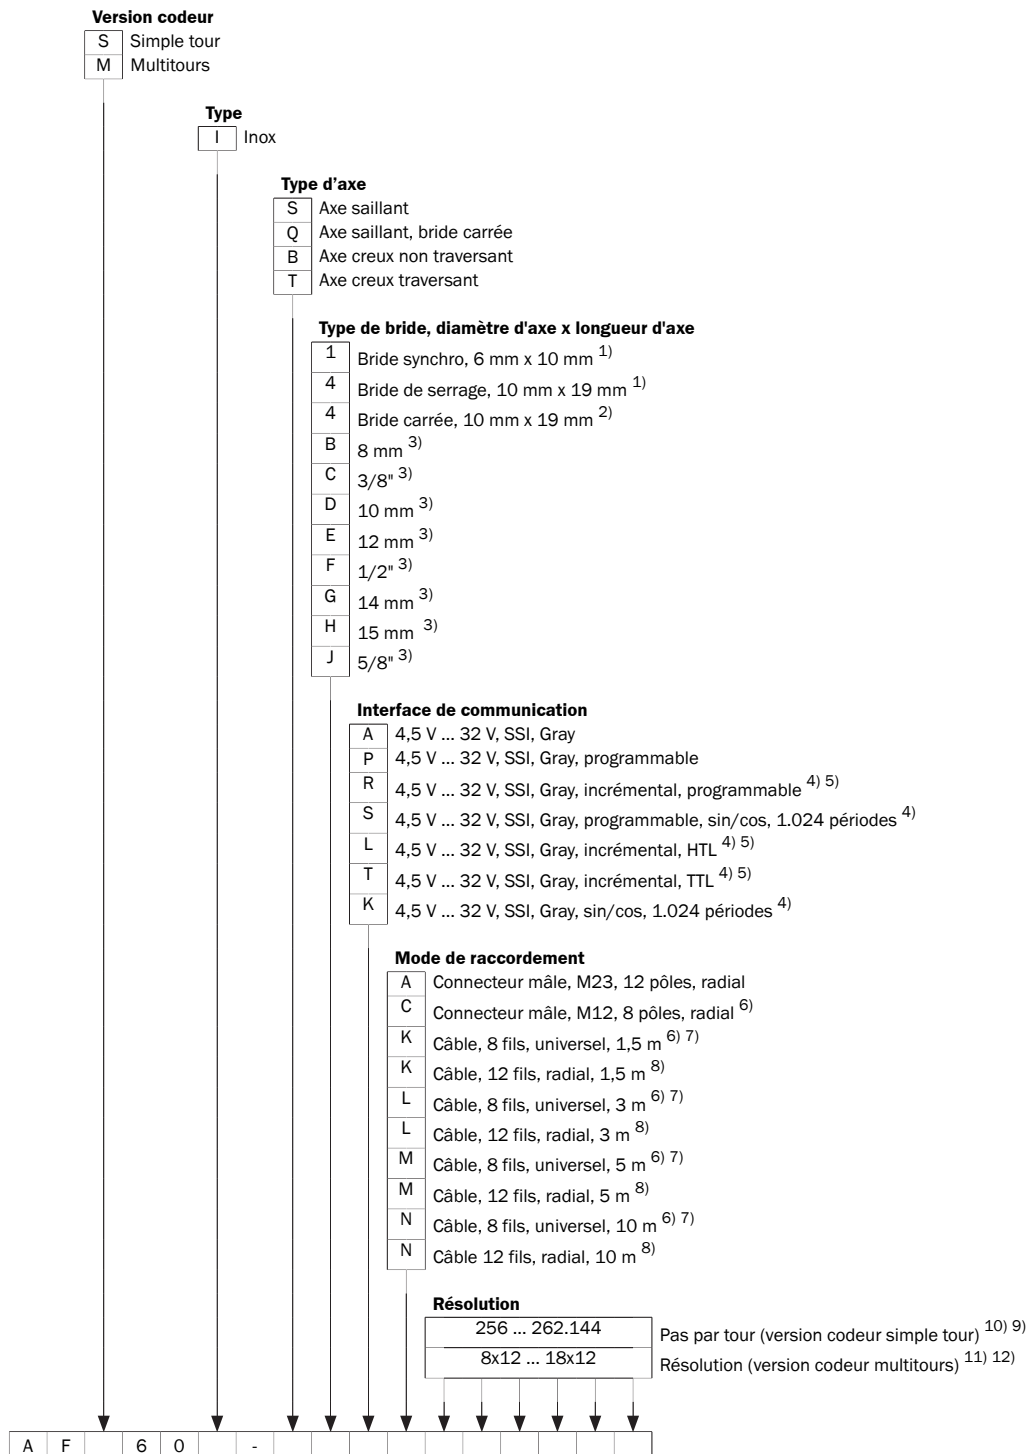 Version codeur
S Simple tour
M Multitours
Type
I Inox
Type d’axe
S Axe saillant
Q Axe saillant, bride carrée
B Axe creux non traversant
T Axe creux traversant
Type de bride, diamètre d'axe x longueur d'axe
1 Bride synchro, 6 mm x 10 mm 1)
4 Bride de serrage, 10 mm x 19 mm 1)
4 Bride carrée, 10 mm x 19 mm 2)
B 8 mm 3)
C 3/8" 3)
D 10 mm 3)
E 12 mm 3)
F 1/2" 3)
G 14 mm 3)
H 15 mm 3)
J 5/8" 3)
Interface de communication
A 4,5 V ... 32 V, SSI, Gray
P 4,5 V ... 32 V, SSI, Gray, programmable
R 4,5 V ... 32 V, SSI, Gray, incrémental, programmable 4) 5)
S 4,5 V ... 32 V, SSI, Gray, programmable, sin/cos, 1.024 périodes 4)
L 4,5 V ... 32 V, SSI, Gray, incrémental, HTL 4) 5)
T 4,5 V ... 32 V, SSI, Gray, incrémental, TTL 4) 5)
K 4,5 V ... 32 V, SSI, Gray, sin/cos, 1.024 périodes 4)
Mode de raccordement
A Connecteur mâle, M23, 12 pôles, radial
C Connecteur mâle, M12, 8 pôles, radial 6)
K Câble, 8 fils, universel, 1,5 m 6) 7)
K Câble, 12 fils, radial, 1,5 m 8)
L Câble, 8 fils, universel, 3 m 6) 7)
L Câble, 12 fils, radial, 3 m 8)
M Câble, 8 fils, universel, 5 m 6) 7)
M Câble, 12 fils, radial, 5 m 8)
N Câble, 8 fils, universel, 10 m 6) 7)
N Câble 12 fils, radial, 10 m 8)
Résolution
256 ... 262.144 Pas par tour (version codeur simple tour) 10) 9)
8x12 ... 18x12 Résolution (version codeur multitours) 11) 12)
A F 6 0 -